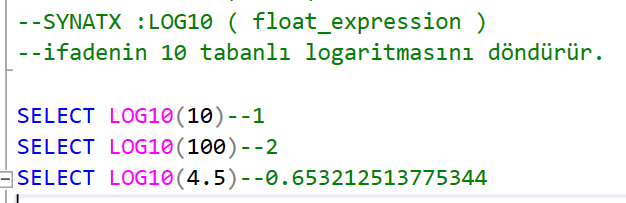 --SYNATX :LOG10 ( float_expression )
--ifadenin 10 tabanlı logaritmasını döndürür.
SELECT LOG10(10)--1
SELECT LOG10(100)--2
SELECT LOG10(4.5)--0.653212513775344